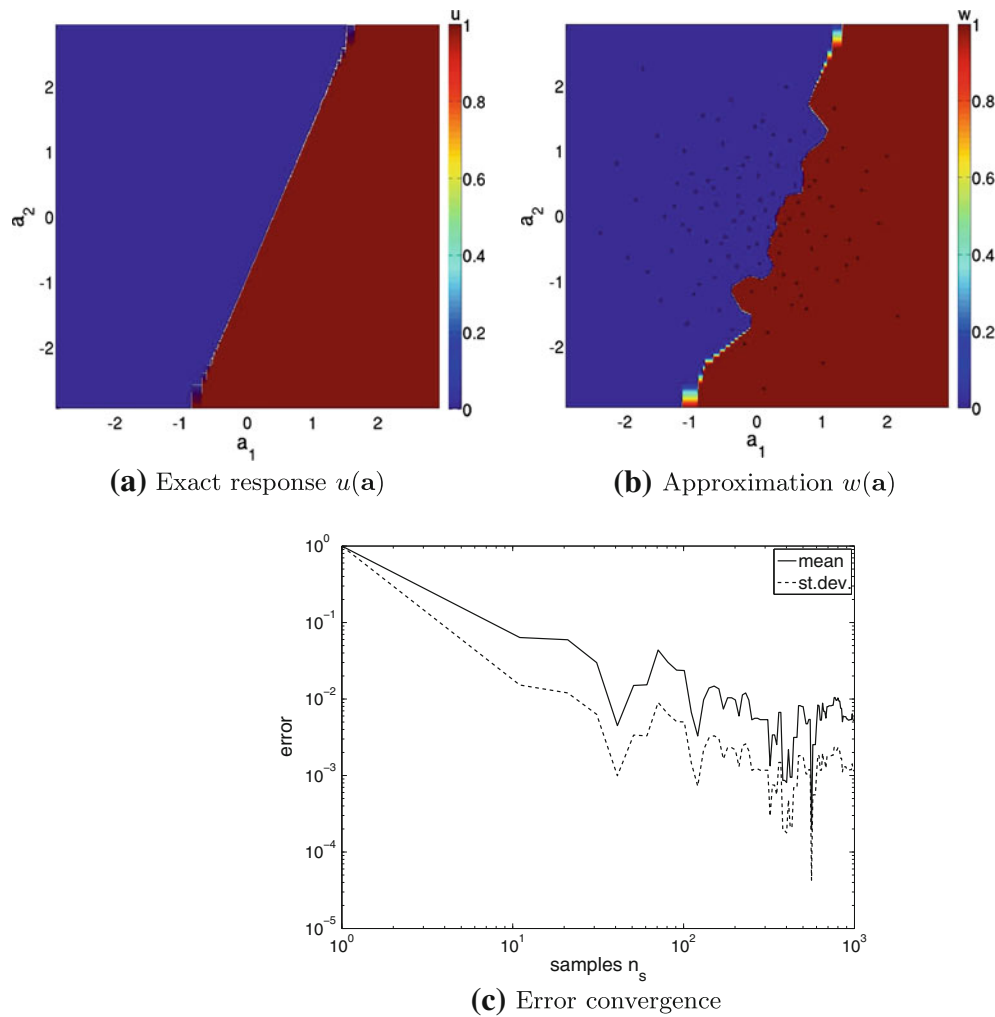 u
1
0.8
0.6
0.4
0.2
0
2
1
0
-1
-2
a2
-2 -1 0 1 2
a1
(a) Exact response u(a)
w
1
0.8
0.6
0.4
0.2
0
2
1
0
-1
-2
a2
-2 -1 0 1 2
a1
(b) Approximation w(a)
10^0
10^-1
10^-2
10^-3
10^-4
10^-5
error
mean
st.dev.
10^0 10^1 10^2 10^3
samples n_s
(c) Error convergence